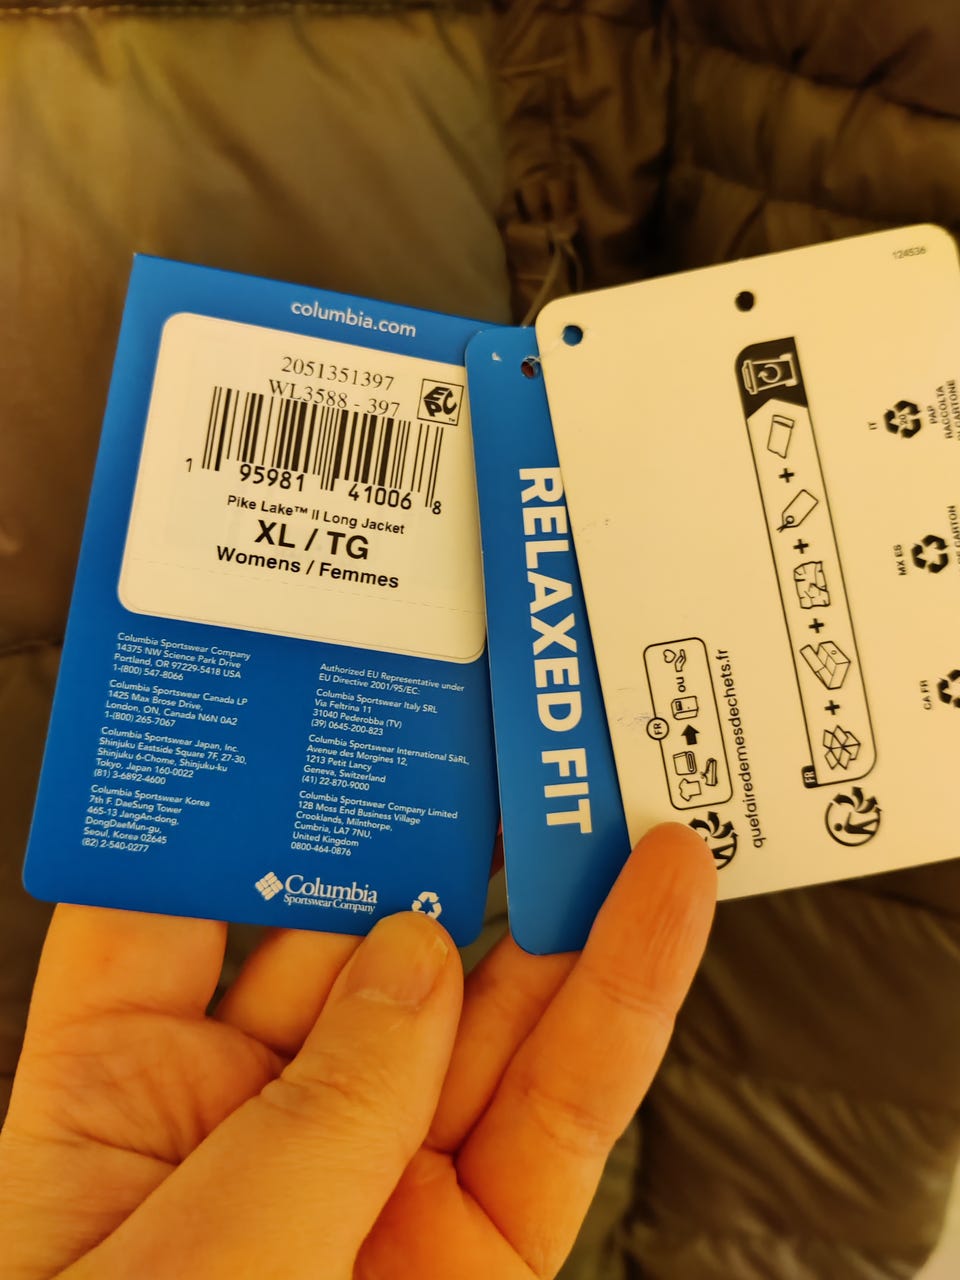 columbia.com
2051351397
WL3588 - 397
EPC™
1 95981 41006 8
Pike Lake™ II Long Jacket
XL / TG
Womens / Femmes
Columbia Sportswear Company
14375 NW Science Park Drive
Portland, OR 97229-5418 USA
1-(800) 547-8066
Columbia Sportswear Canada LP
1425 Max Brose Drive,
London, ON, Canada N6N 0A2
1-(800) 265-7067
Columbia Sportswear Japan, Inc.
Shinjuku Eastside Square 7F, 27-30,
Shinjuku 6-Chome, Shinjuku-ku
Tokyo, Japan 160-0022
(81) 3-6892-4600
Columbia Sportswear Korea
7th F. DaeSung Tower
465-13 JangAn-dong,
DongDaeMun-gu,
Seoul, Korea 02645
(82) 2-540-0277
Authorized EU Representative under
EU Directive 2001/95/EC:
Columbia Sportswear Italy SRL
Via Feltrina 11
31040 Pederobba (TV)
(39) 0645-200-823
Columbia Sportswear International SàRL,
Avenue des Morgines 12,
1213 Petit Lancy
Geneva, Switzerland
(41) 22-870-9000
Columbia Sportswear Company Limited
12B Moss End Business Village
Crooklands, Milnthorpe,
Cumbria, LA7 7NU,
United Kingdom
0800-464-0876
Columbia
Sportswear Company
RELAXED FIT
124536
FR
ou
quefairedemesdechets.fr
FR
IT
20
PAP
RACCOLTA
DI CARTONE
MX ES
DE CARTON
CA FR